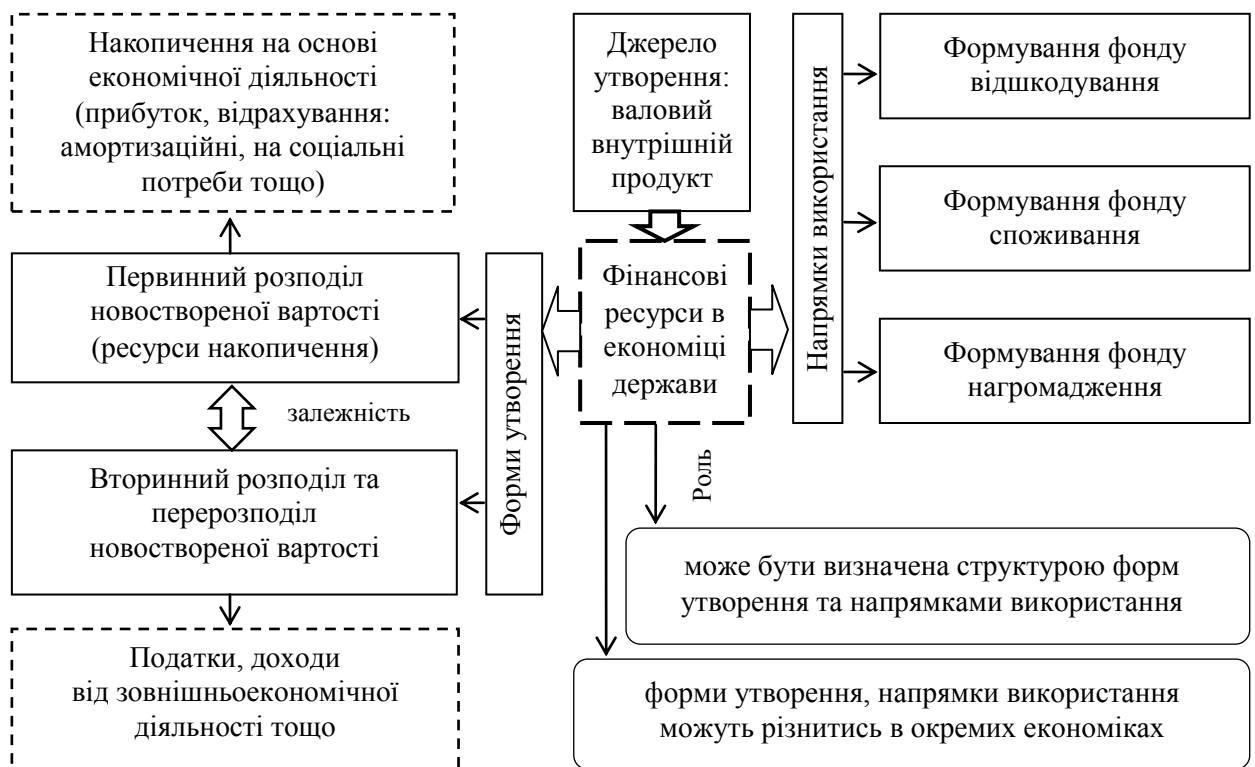 Накопичення на основі
економічної діяльності
(прибуток, відрахування:
амортизаційні, на соціальні
потреби тощо)
Первинний розподіл
новоствореної вартості
(ресурси накопичення)
залежність
Вторинний розподіл та
перерозподіл
новоствореної вартості
Податки, доходи
від зовнішньоекономічної
діяльності тощо
Форми утворення
Джерело
утворення:
валовий
внутрішній
продукт
Фінансові
ресурси в
економіці
держави
Роль
Напрямки використання
Формування фонду
відшкодування
Формування фонду
споживання
Формування фонду
нагромадження
може бути визначена структурою форм
утворення та напрямками використання
форми утворення, напрямки використання
можуть різнитись в окремих економіках